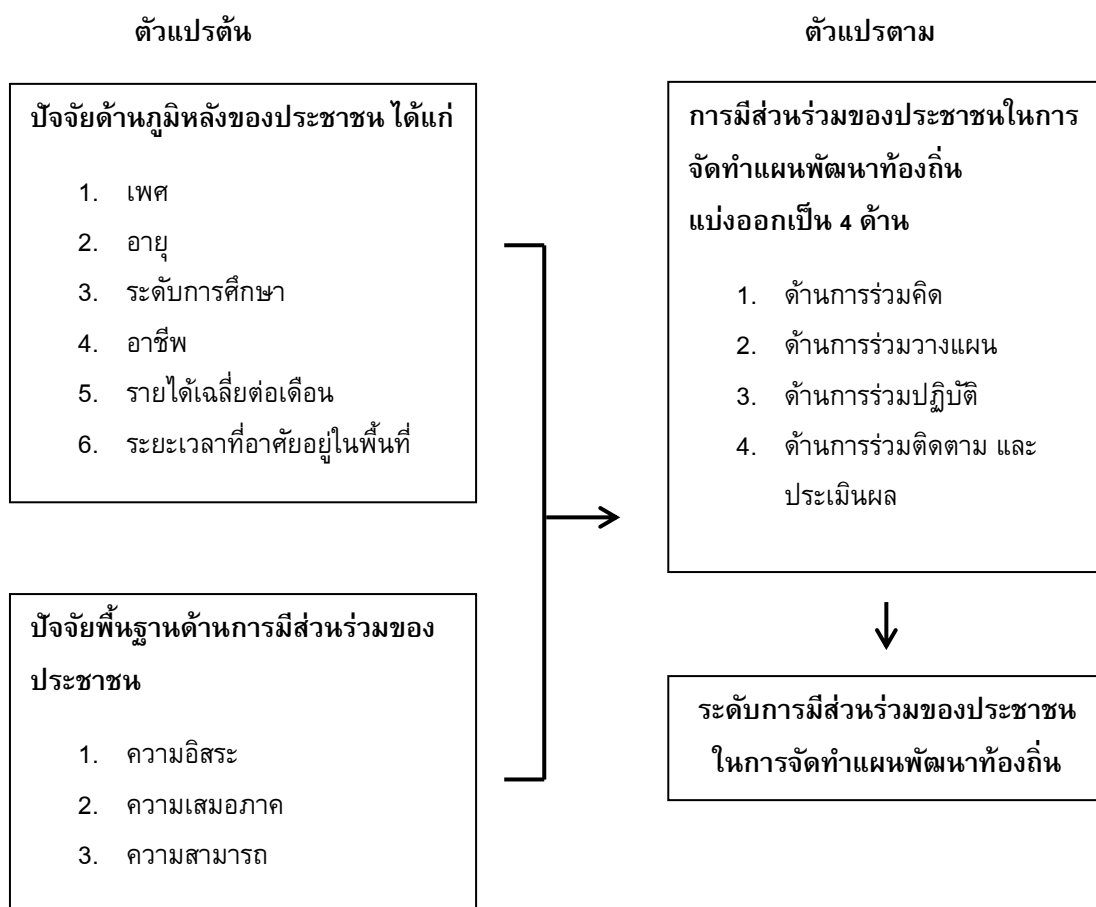 ตัวแปรต้น
ปัจจัยด้านภูมิหลังของประชาชน ได้แก่
1. เพศ
2. อายุ
3. ระดับการศึกษา
4. อาชีพ
5. รายได้เฉลี่ยต่อเดือน
6. ระยะเวลาที่อาศัยอยู่ในพื้นที่
ปัจจัยพื้นฐานด้านการมีส่วนร่วมของ
ประชาชน
1. ความอิสระ
2. ความเสมอภาค
3. ความสามารถ
ตัวแปรตาม
การมีส่วนร่วมของประชาชนในการ
จัดทำแผนพัฒนาท้องถิ่น
แบ่งออกเป็น 4 ด้าน
1. ด้านการร่วมคิด
2. ด้านการร่วมวางแผน
3. ด้านการร่วมปฏิบัติ
4. ด้านการร่วมติดตาม และ
ประเมินผล
ระดับการมีส่วนร่วมของประชาชน
ในการจัดทำแผนพัฒนาท้องถิ่น